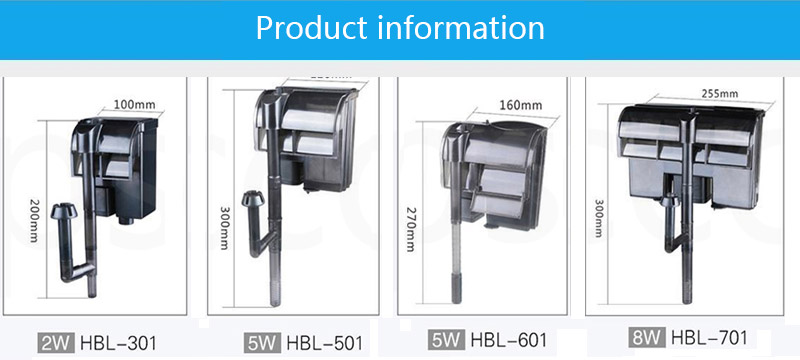 Product information
100mm
200mm
2W HBL-301
300mm
5W HBL-501
160mm
270mm
5W HBL-601
255mm
300mm
8W HBL-701